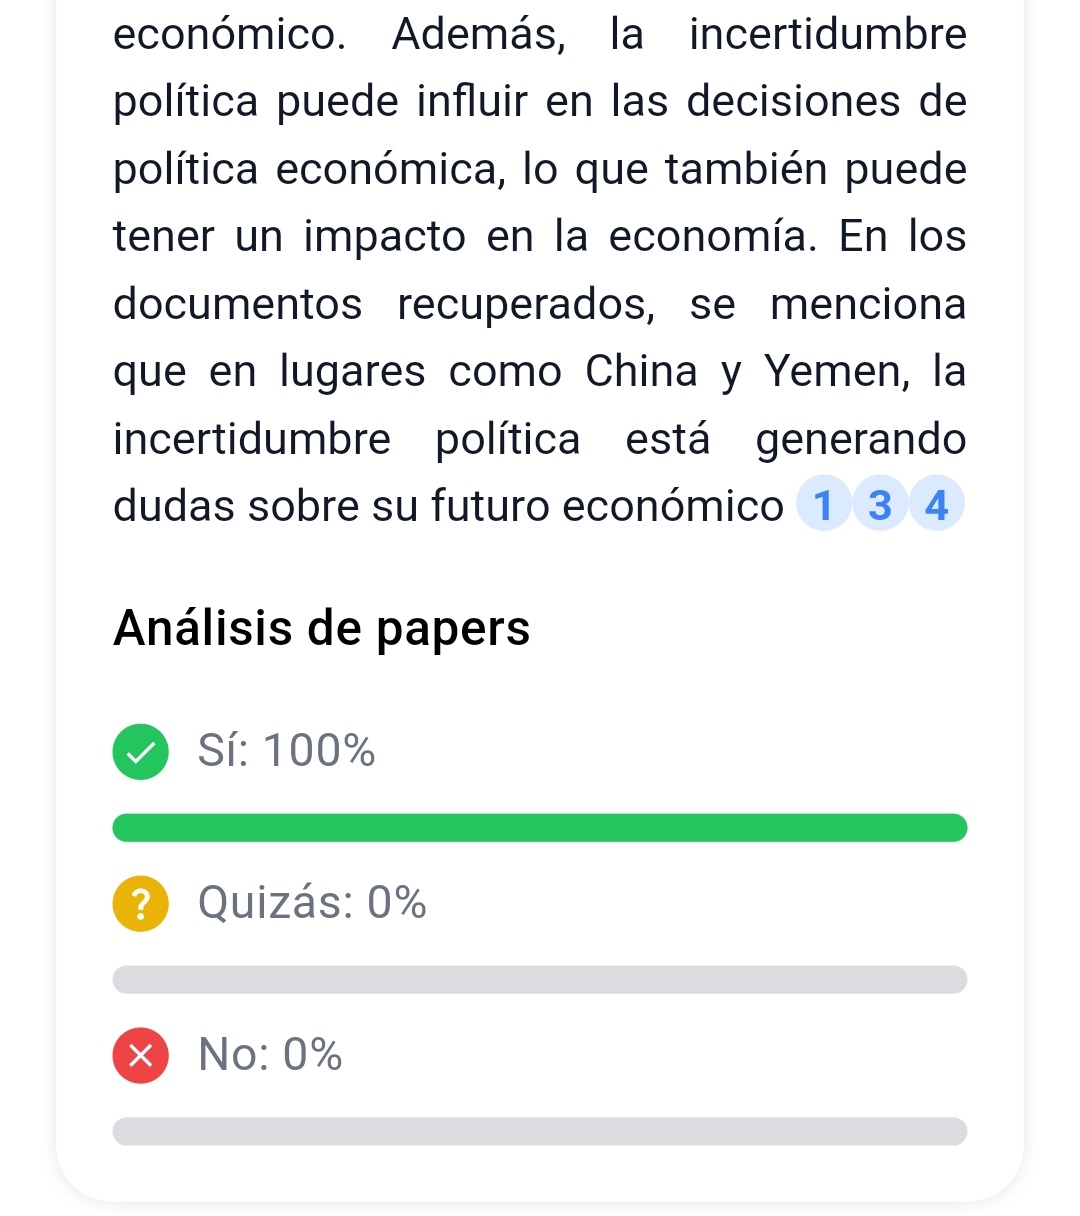 económico. Además, la incertidumbre
política puede influir en las decisiones de
política económica, lo que también puede
tener un impacto en la economía. En los
documentos recuperados, se menciona
que en lugares como China y Yemen, la
incertidumbre política está generando
dudas sobre su futuro económico 1 3 4
Análisis de papers
Sí: 100%
? Quizás: 0%
No: 0%